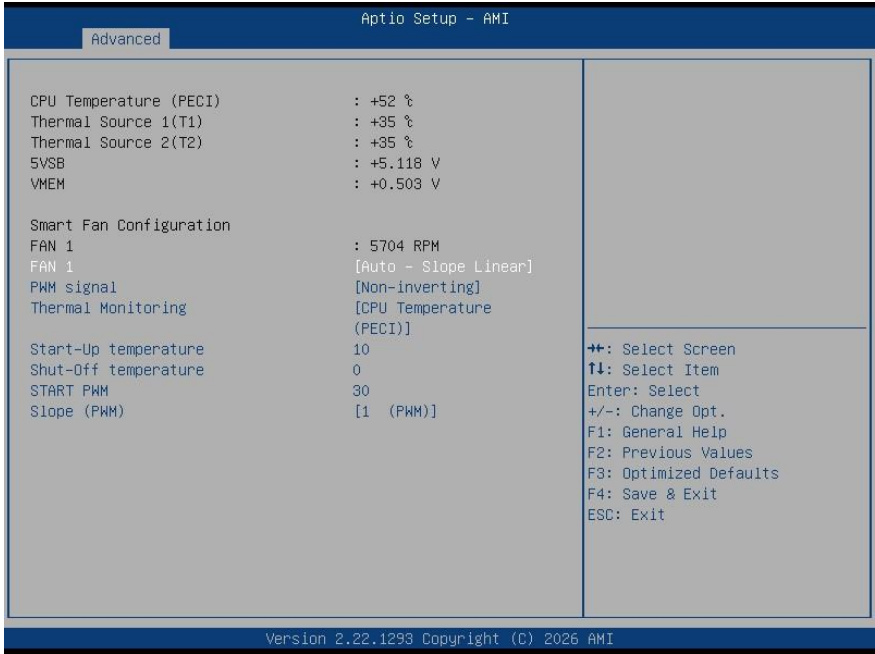 Aptio Setup – AMI
Advanced
CPU Temperature (PECI) : +52 ℃
Thermal Source 1(T1) : +35 ℃
Thermal Source 2(T2) : +35 ℃
5VSB : +5.118 V
VMEM : +0.503 V
Smart Fan Configuration
FAN 1 : 5704 RPM
FAN 1 [Auto – Slope Linear]
PWM signal [Non-inverting]
Thermal Monitoring [CPU Temperature
(PECI)]
Start-Up temperature 10
Shut-Off temperature 0
START PWM 30
Slope (PWM) [1 (PWM)]
→←: Select Screen
↑↓: Select Item
Enter: Select
+/-: Change Opt.
F1: General Help
F2: Previous Values
F3: Optimized Defaults
F4: Save & Exit
ESC: Exit
Version 2.22.1293 Copyright (C) 2026 AMI